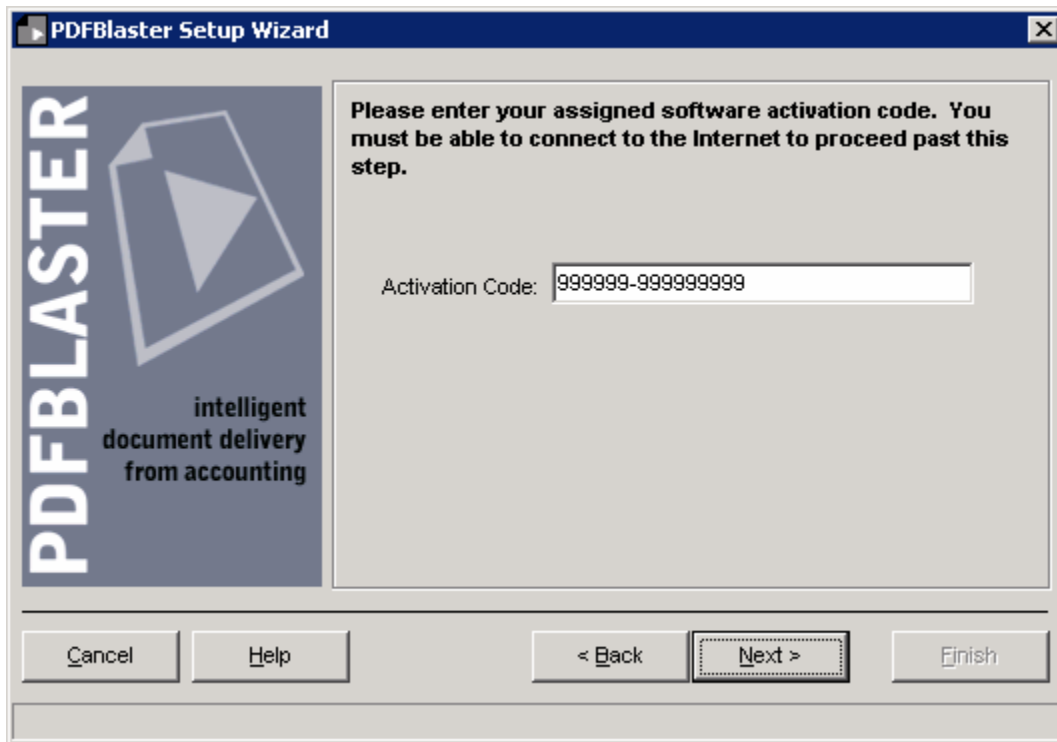 PDFBlaster Setup Wizard
PDFBLASTER
intelligent
document delivery
from accounting
Please enter your assigned software activation code.  You
must be able to connect to the Internet to proceed past this
step.
Activation Code: 999999-999999999
Cancel
Help
< Back
Next >
Finish